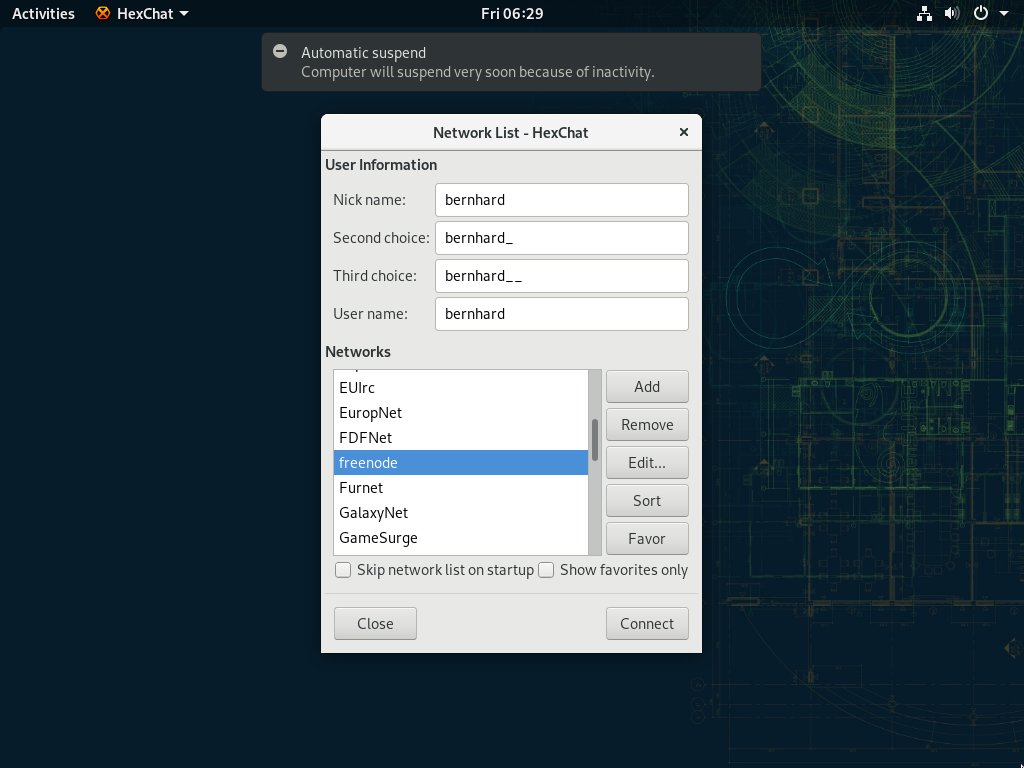 Activities HexChat Fri 06:29
Automatic suspend
Computer will suspend very soon because of inactivity.
Network List - HexChat
User Information
Nick name: bernhard
Second choice: bernhard_
Third choice: bernhard__
User name: bernhard
Networks
EUIrc
EuropNet
FDFNet
freenode
Furnet
GalaxyNet
GameSurge
Add
Remove
Edit...
Sort
Favor
Skip network list on startup Show favorites only
Close Connect